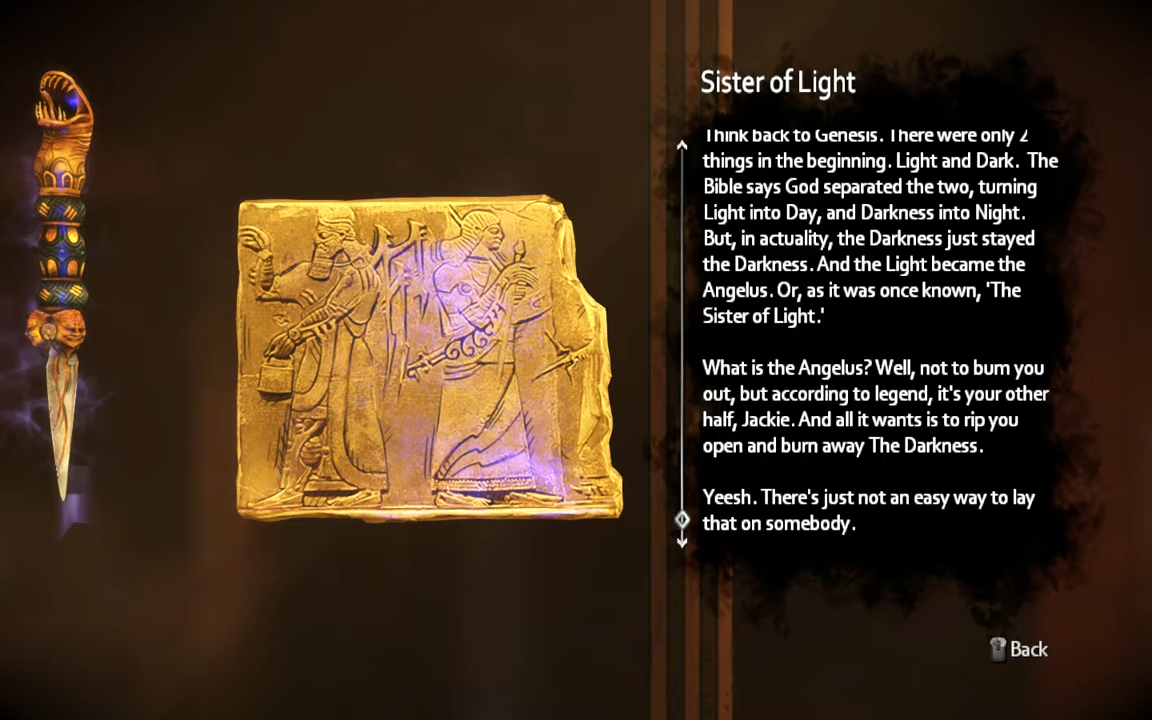 Sister of Light
Think back to Genesis. There were only 2
things in the beginning. Light and Dark. The
Bible says God separated the two, turning
Light into Day, and Darkness into Night.
But, in actuality, the Darkness just stayed
the Darkness. And the Light became the
Angelus. Or, as it was once known, 'The
Sister of Light.'
What is the Angelus? Well, not to bum you
out, but according to legend, it's your other
half, Jackie. And all it wants is to rip you
open and burn away The Darkness.
Yeesh. There's just not an easy way to lay
that on somebody.
Back